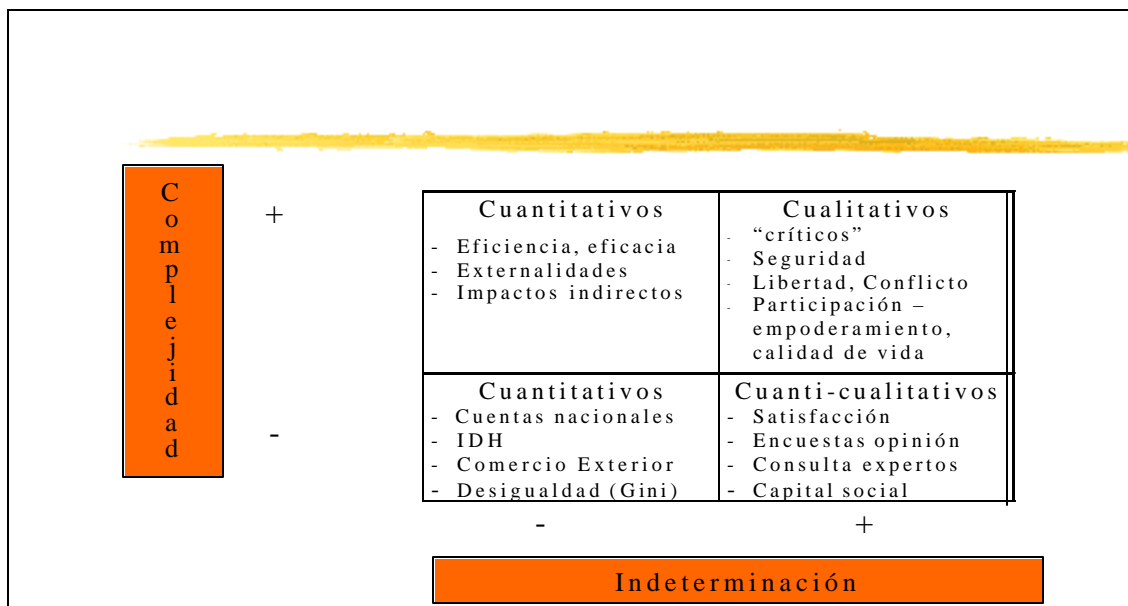 Complejidad
+
Cuantitativos
- Eficiencia, eficacia
- Externalidades
- Impactos indirectos
Cualitativos
- “críticos”
- Seguridad
- Libertad, Conflicto
- Participación –
empoderamiento,
calidad de vida
-
Cuantitativos
- Cuentas nacionales
- IDH
- Comercio Exterior
- Desigualdad (Gini)
Cuanti-cualitativos
- Satisfacción
- Encuestas opinión
- Consulta expertos
- Capital social
-
+
Indeterminación